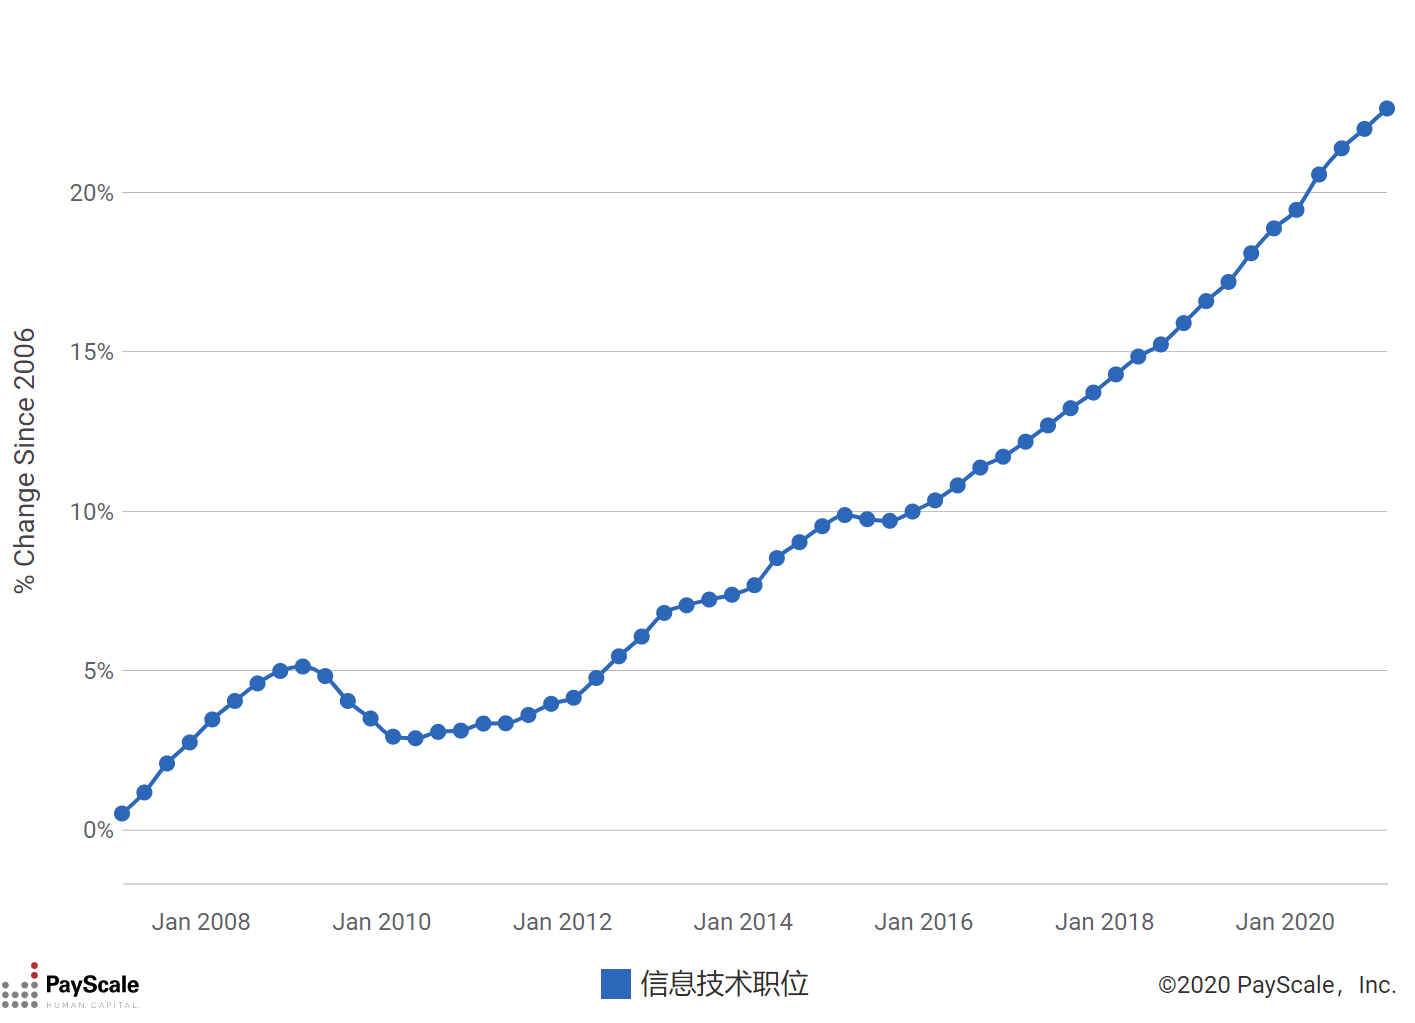 20%
15%
10%
5%
0%
% Change Since 2006
Jan 2008
Jan 2010
Jan 2012
Jan 2014
Jan 2016
Jan 2018
Jan 2020
信息技术职位
PayScale
HUMAN CAPITAL
©2020 PayScale，Inc.